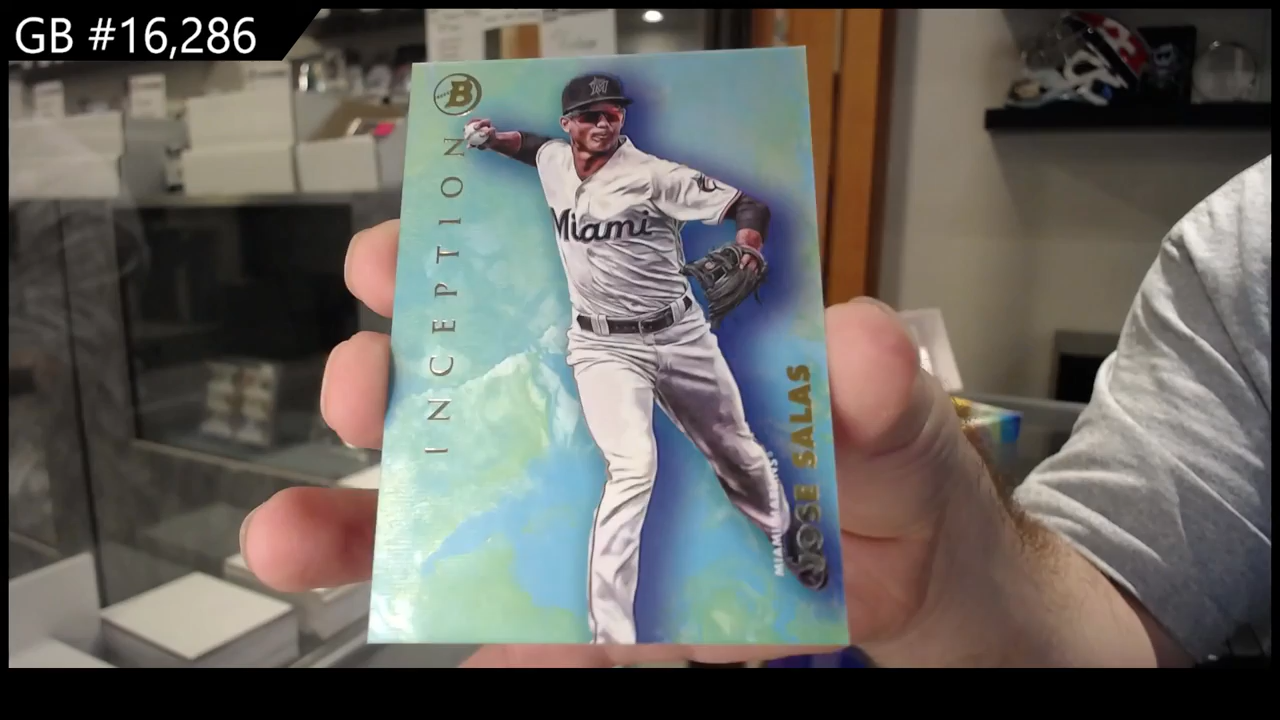 GB #16,286
B
INCEPTION
Miami
MIAMI MARLINS
JOSE SALAS